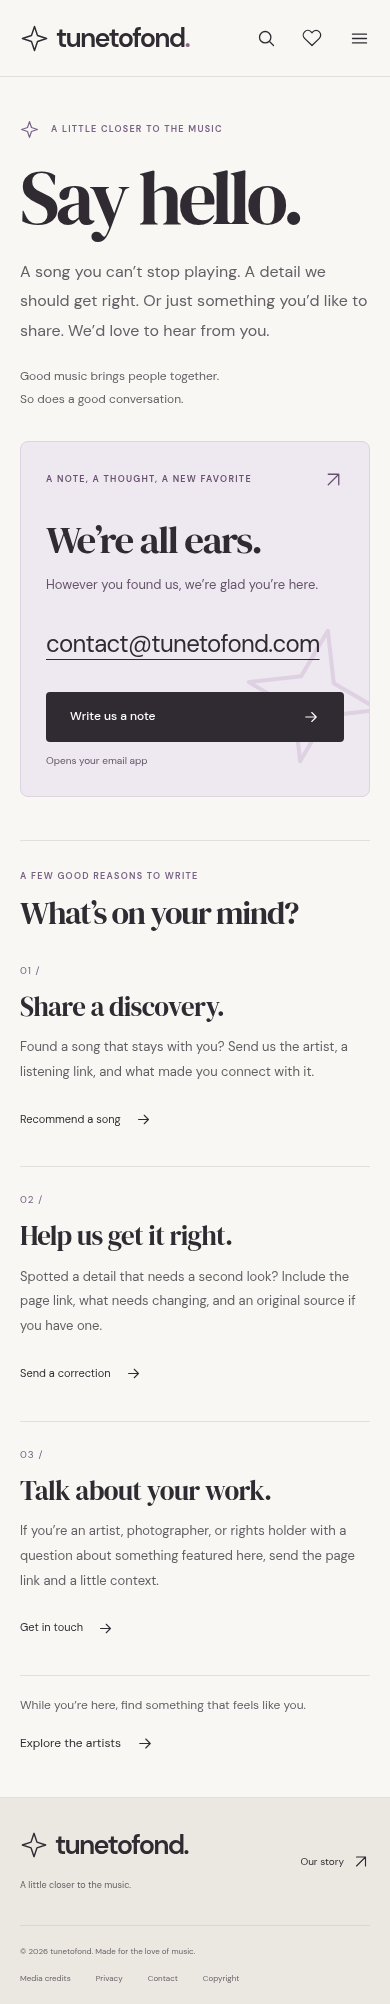 tunetofond.
A LITTLE CLOSER TO THE MUSIC
Say hello.
A song you can’t stop playing. A detail we
should get right. Or just something you’d like to
share. We’d love to hear from you.
Good music brings people together.
So does a good conversation.
A NOTE, A THOUGHT, A NEW FAVORITE
We’re all ears.
However you found us, we’re glad you’re here.
contact@tunetofond.com
Write us a note
Opens your email app
A FEW GOOD REASONS TO WRITE
What’s on your mind?
01 /
Share a discovery.
Found a song that stays with you? Send us the artist, a
listening link, and what made you connect with it.
Recommend a song
02 /
Help us get it right.
Spotted a detail that needs a second look? Include the
page link, what needs changing, and an original source if
you have one.
Send a correction
03 /
Talk about your work.
If you’re an artist, photographer, or rights holder with a
question about something featured here, send the page
link and a little context.
Get in touch
While you’re here, find something that feels like you.
Explore the artists
tunetofond.
Our story
A little closer to the music.
© 2026 tunetofond. Made for the love of music.
Media credits Privacy Contact Copyright